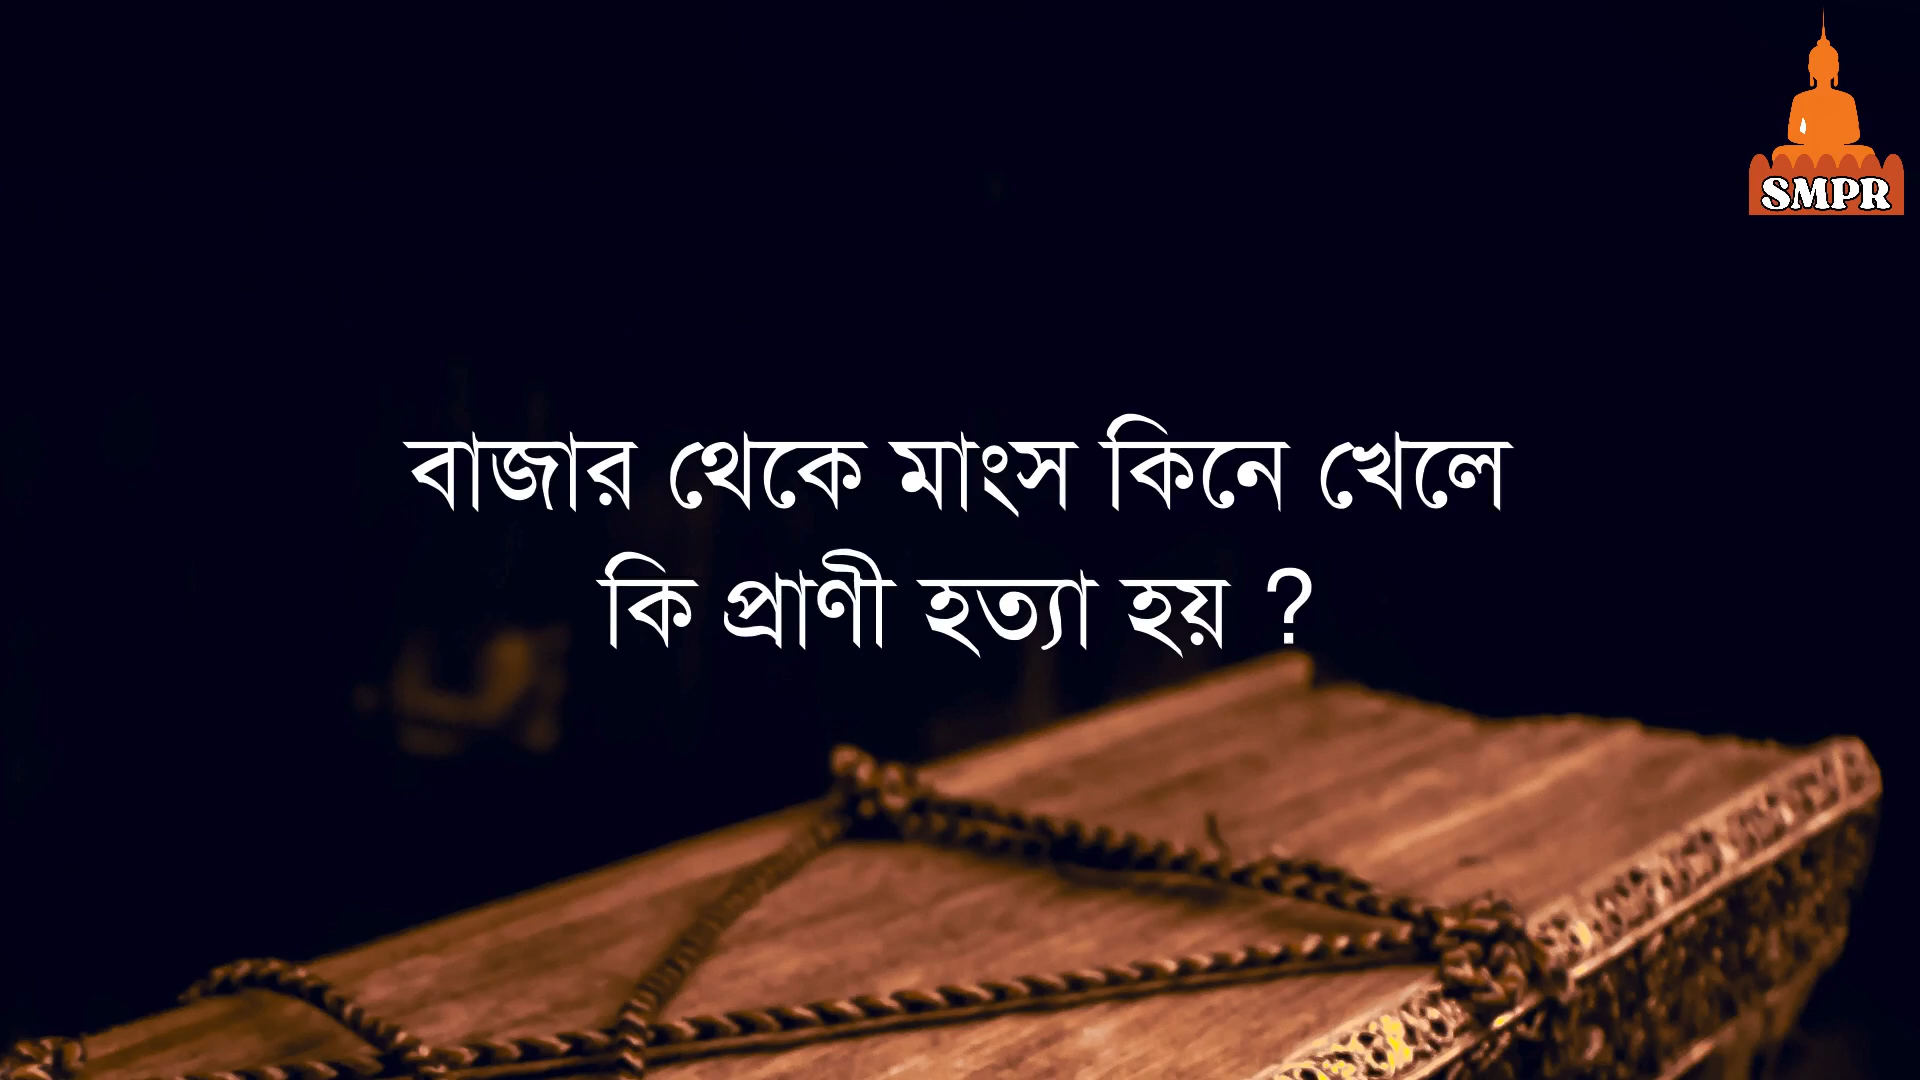 SMPR
বাজার থেকে মাংস কিনে খেলে
কি প্রাণী হত্যা হয় ?